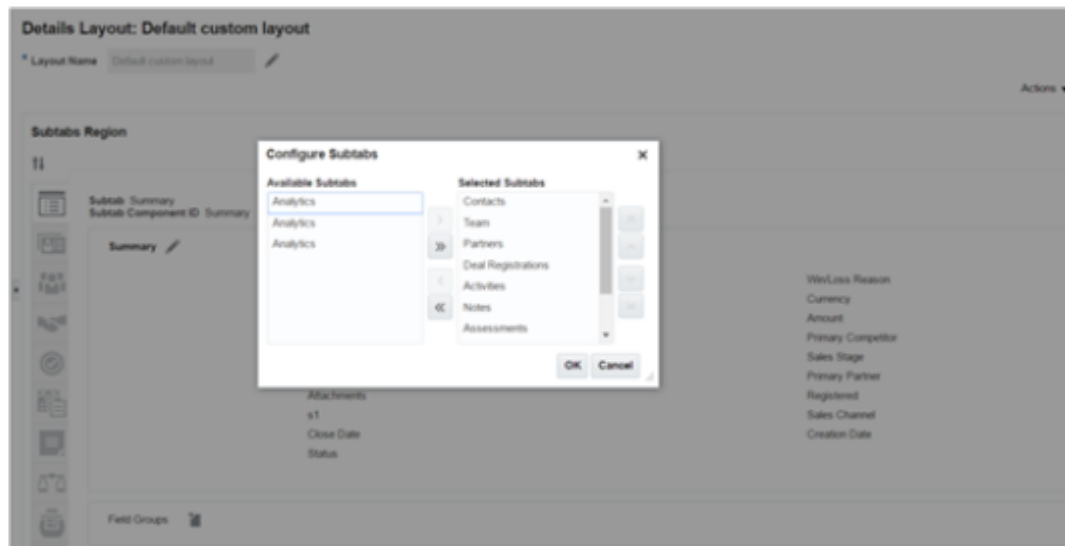 Details Layout: Default custom layout
* Layout Name Default custom layout
Actions
Subtabs Region
Configure Subtabs
Available Subtabs
Selected Subtabs
Analytics
Analytics
Analytics
Contacts
Team
Partners
Deal Registrations
Activities
Notes
Assessments
OK Cancel
Subtab Summary
Subtab Component ID Summary
Summary
Attachments
s1
Close Date
Status
Win/Loss Reason
Currency
Amount
Primary Competitor
Sales Stage
Primary Partner
Registered
Sales Channel
Creation Date
Field Groups